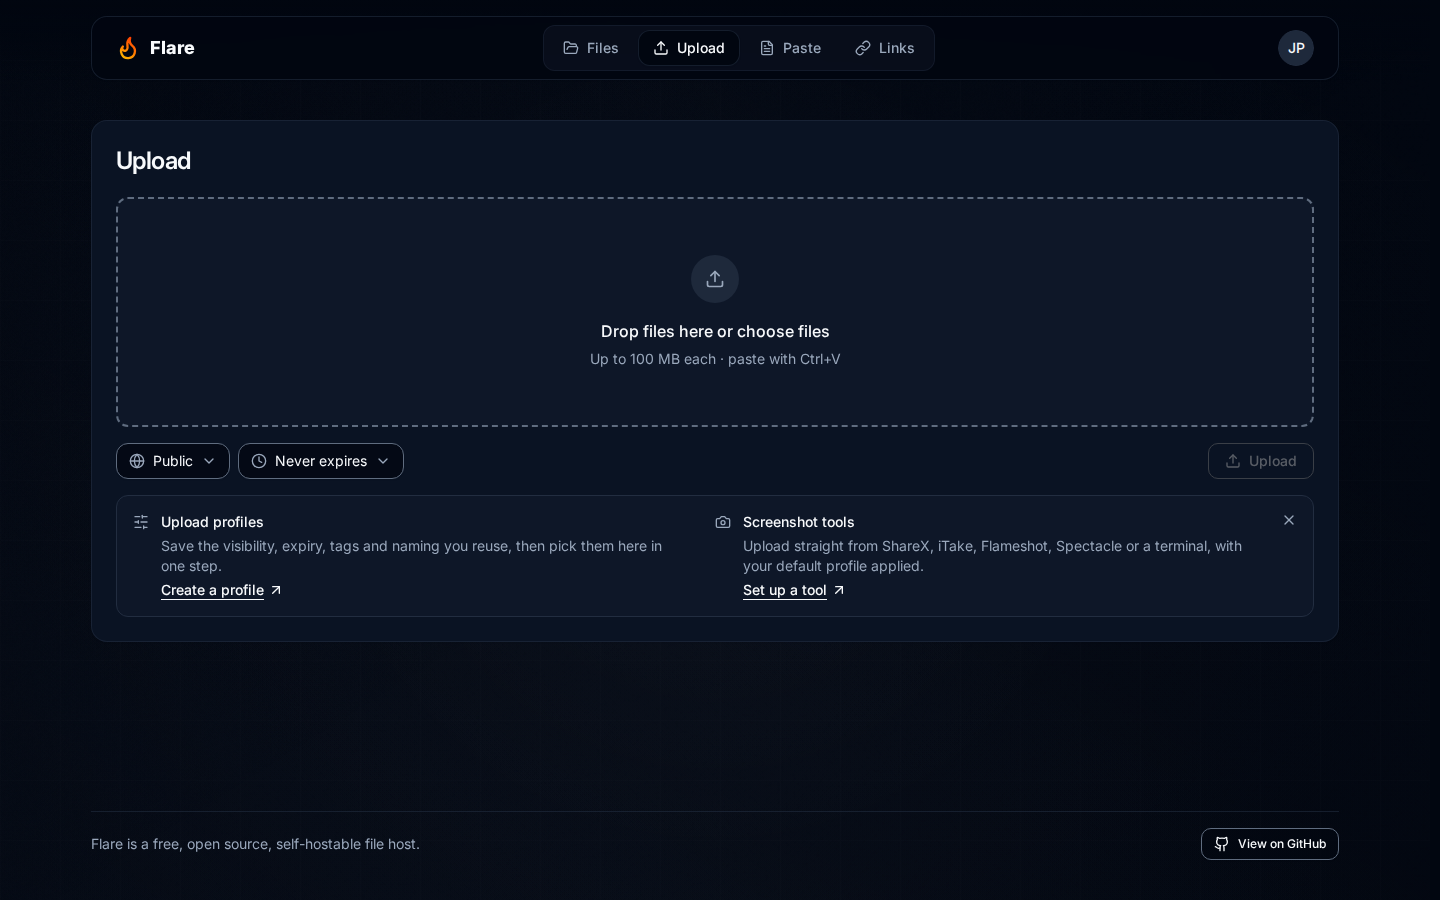 Flare
Files
Upload
Paste
Links
JP
Upload
Drop files here or choose files
Up to 100 MB each · paste with Ctrl+V
Public
Never expires
Upload
Upload profiles
Save the visibility, expiry, tags and naming you reuse, then pick them here in
one step.
Create a profile
Screenshot tools
Upload straight from ShareX, iTake, Flameshot, Spectacle or a terminal, with
your default profile applied.
Set up a tool
Flare is a free, open source, self-hostable file host.
View on GitHub